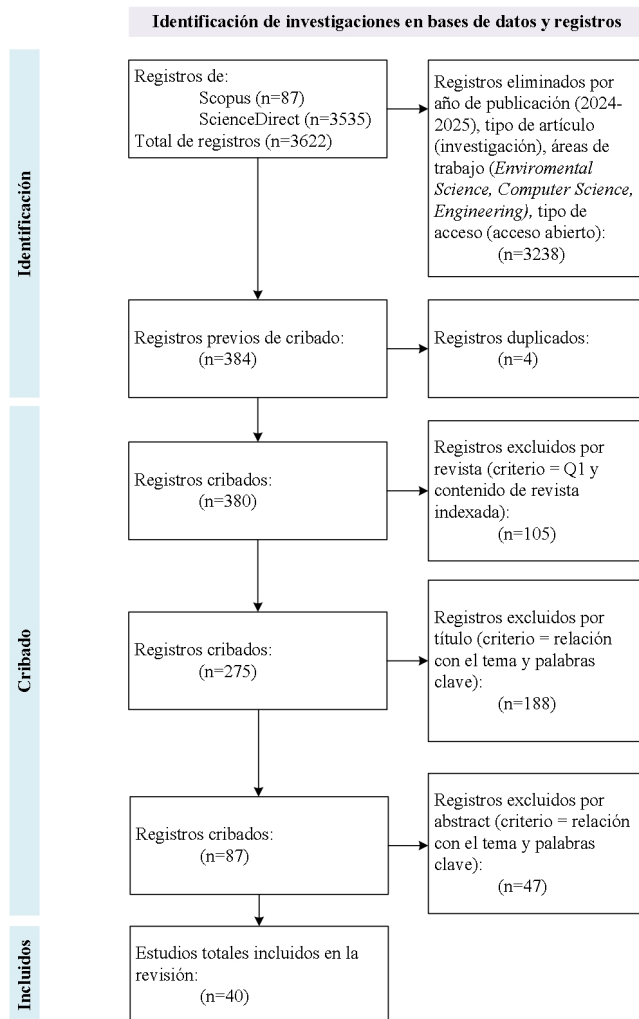 Identificación de investigaciones en bases de datos y registros
Identificación
Registros de:
Scopus (n=87)
ScienceDirect (n=3535)
Total de registros (n=3622)
Registros eliminados por
año de publicación (2024-
2025), tipo de artículo
(investigación), áreas de
trabajo (Enviromental
Science, Computer Science,
Engineering), tipo de
acceso (acceso abierto):
(n=3238)
Registros previos de cribado:
(n=384)
Registros duplicados:
(n=4)
Cribado
Registros cribados:
(n=380)
Registros excluidos por
revista (criterio = Q1 y
contenido de revista
indexada):
(n=105)
Registros cribados:
(n=275)
Registros excluidos por
título (criterio = relación
con el tema y palabras
clave):
(n=188)
Registros cribados:
(n=87)
Registros excluidos por
abstract (criterio = relación
con el tema y palabras
clave):
(n=47)
Incluidos
Estudios totales incluidos en la
revisión:
(n=40)